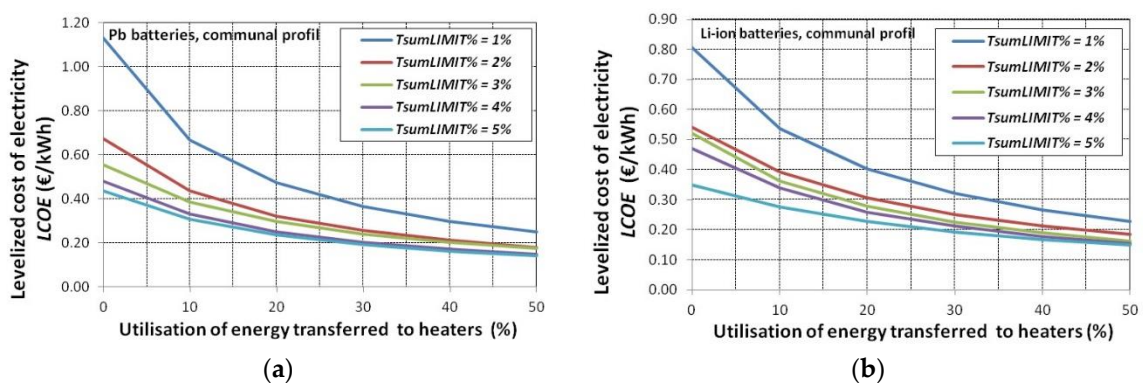 Pb batteries, communal profil
Levelized cost of electricity
LCOE (€/kWh)
1.20
1.00
0.80
0.60
0.40
0.20
0.00
TsumLIMIT% = 1%
TsumLIMIT% = 2%
TsumLIMIT% = 3%
TsumLIMIT% = 4%
TsumLIMIT% = 5%
0 10 20 30 40 50
Utilisation of energy transferred to heaters (%)
(a)
Li-ion batteries, communal profil
Levelized cost of electricity
LCOE (€/kWh)
0.90
0.80
0.70
0.60
0.50
0.40
0.30
0.20
0.10
0.00
TsumLIMIT% = 1%
TsumLIMIT% = 2%
TsumLIMIT% = 3%
TsumLIMIT% = 4%
TsumLIMIT% = 5%
0 10 20 30 40 50
Utilisation of energy transferred to heaters (%)
(b)